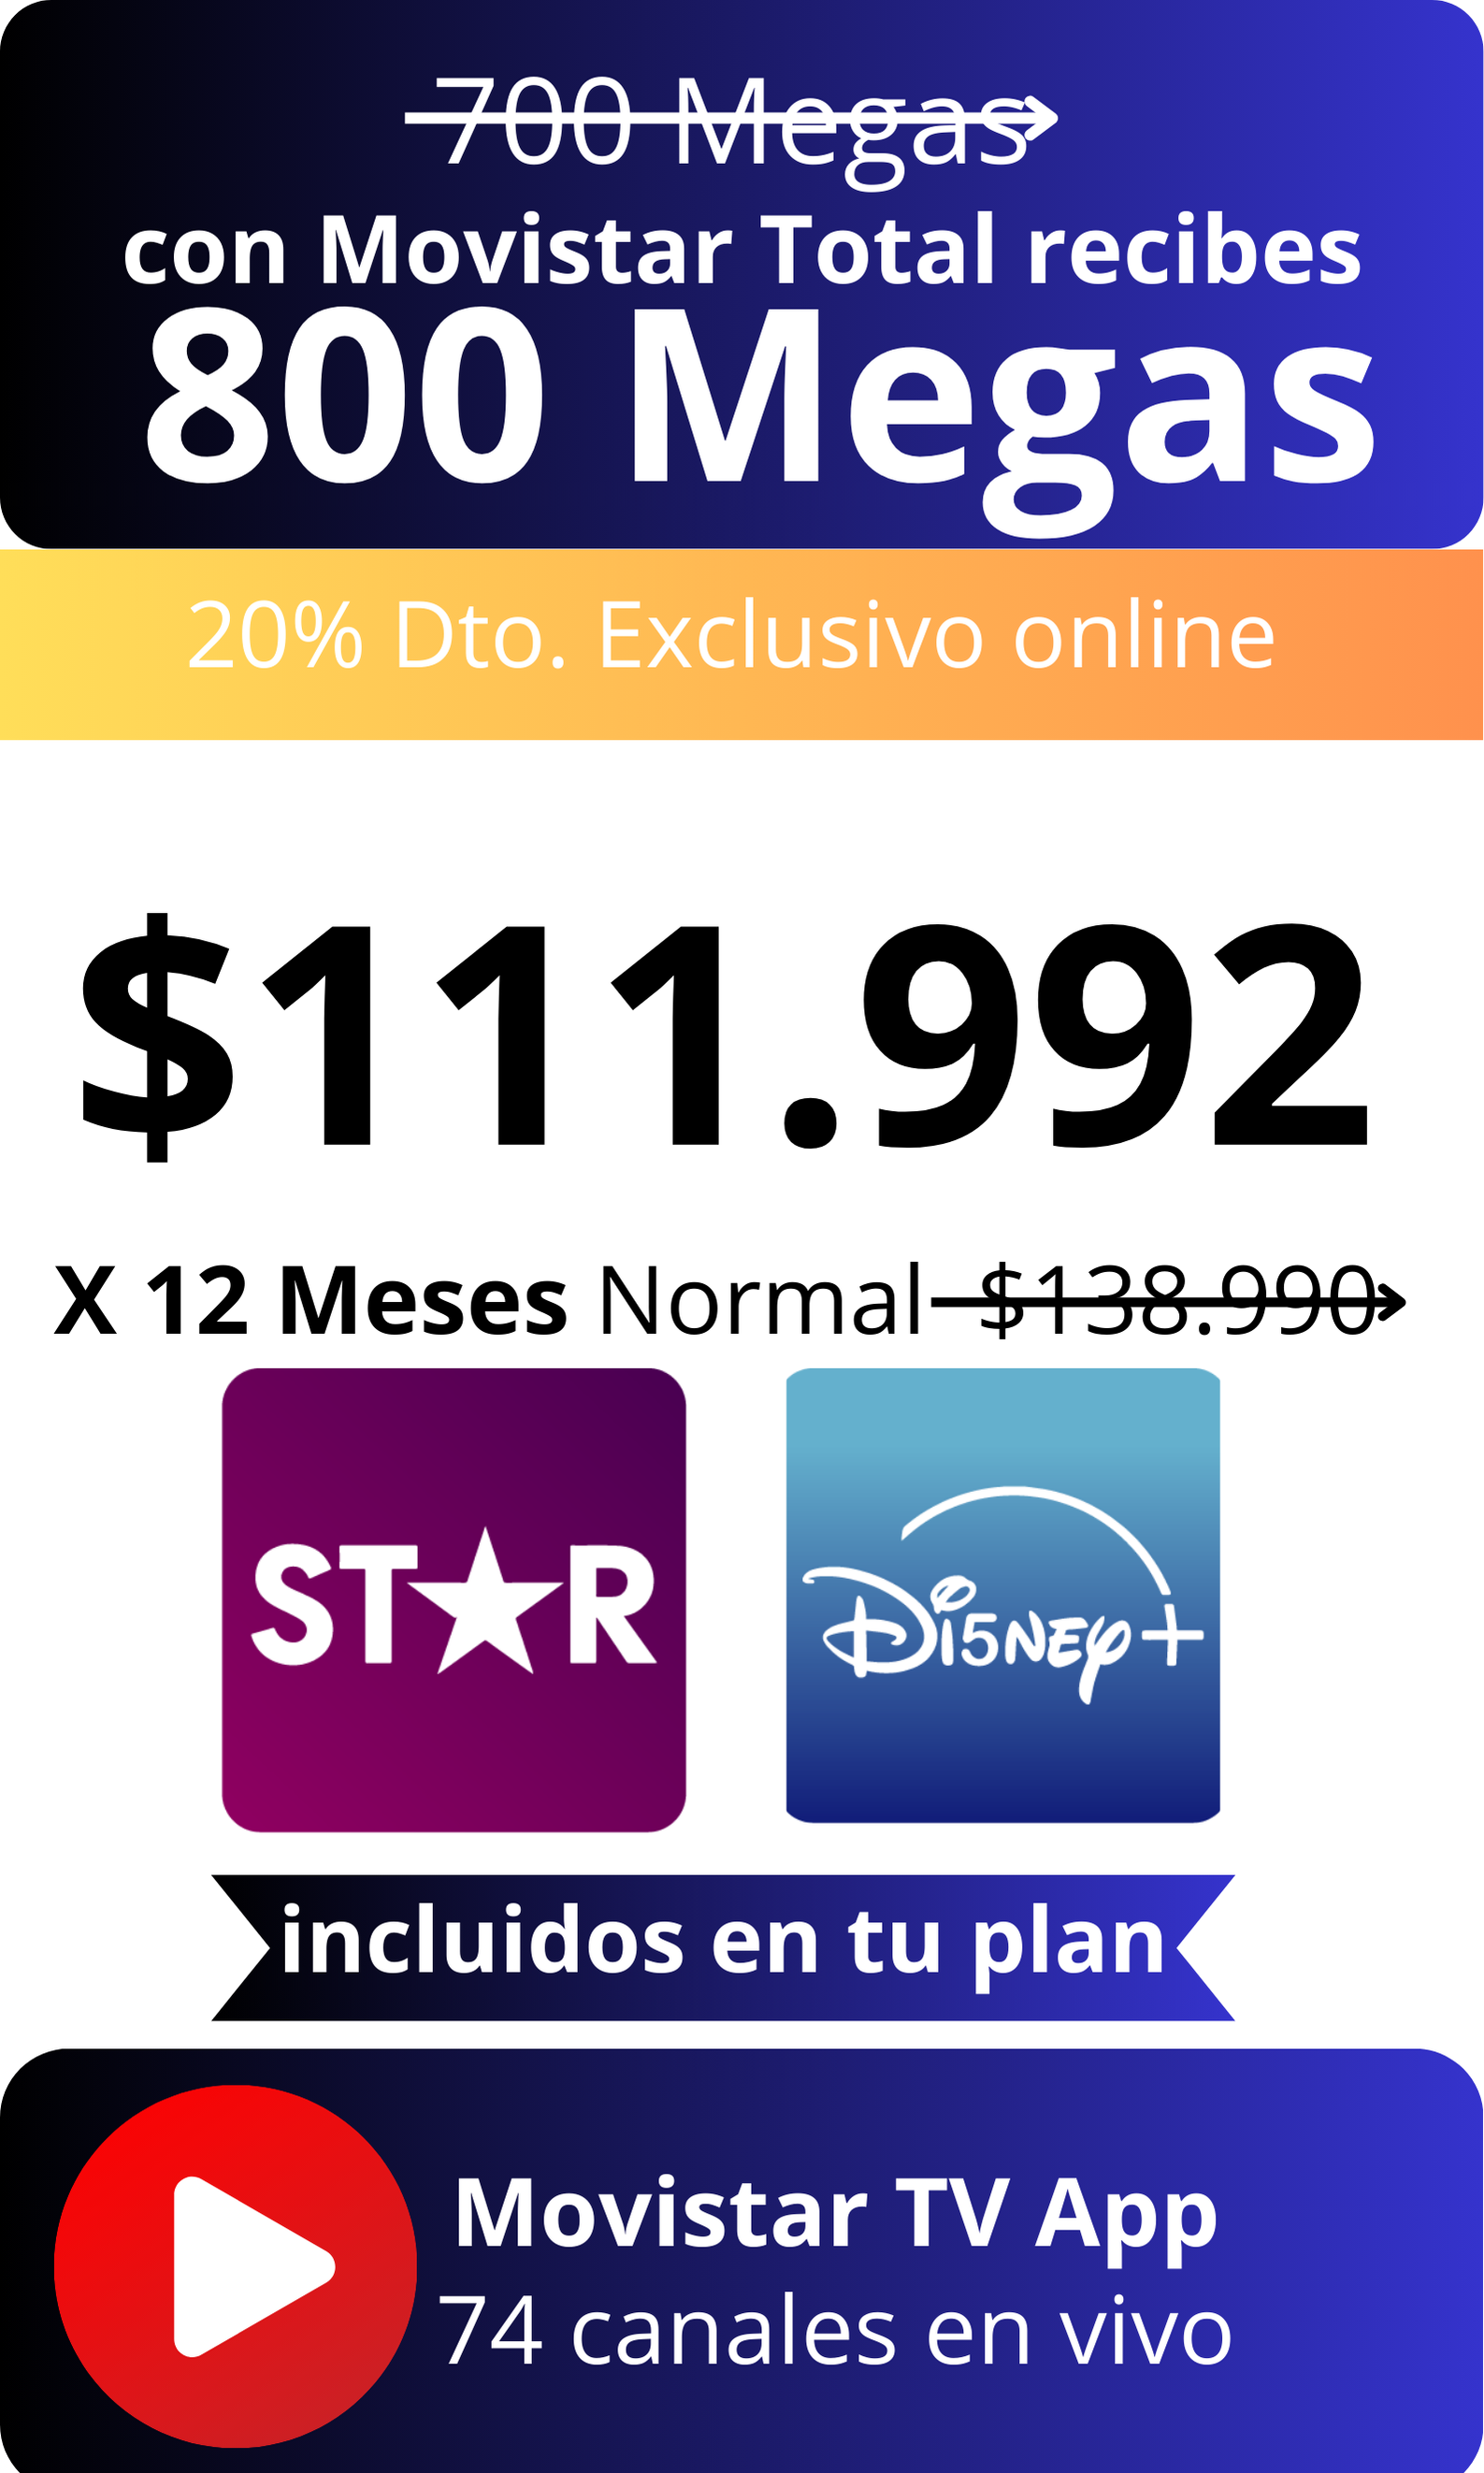 700 Megas
con Movistar Total recibes
800 Megas
20% Dto. Exclusivo online
$111.992
X 12 Meses Normal $138.990
STAR
Disney+
incluidos en tu plan
Movistar TV App
74 canales en vivo